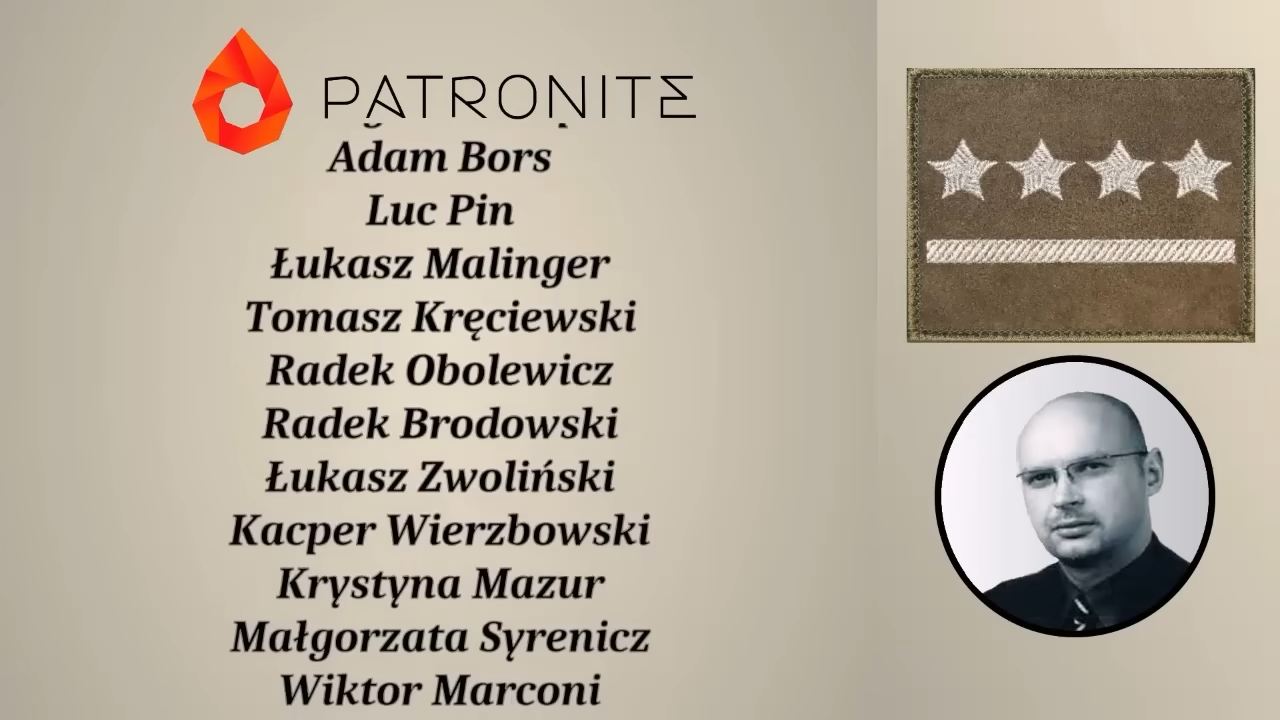 PATRONITE
Adam Bors
Luc Pin
Łukasz Malinger
Tomasz Kręciewski
Radek Obolewicz
Radek Brodowski
Łukasz Zwoliński
Kacper Wierzbowski
Krystyna Mazur
Małgorzata Syrenicz
Wiktor Marconi